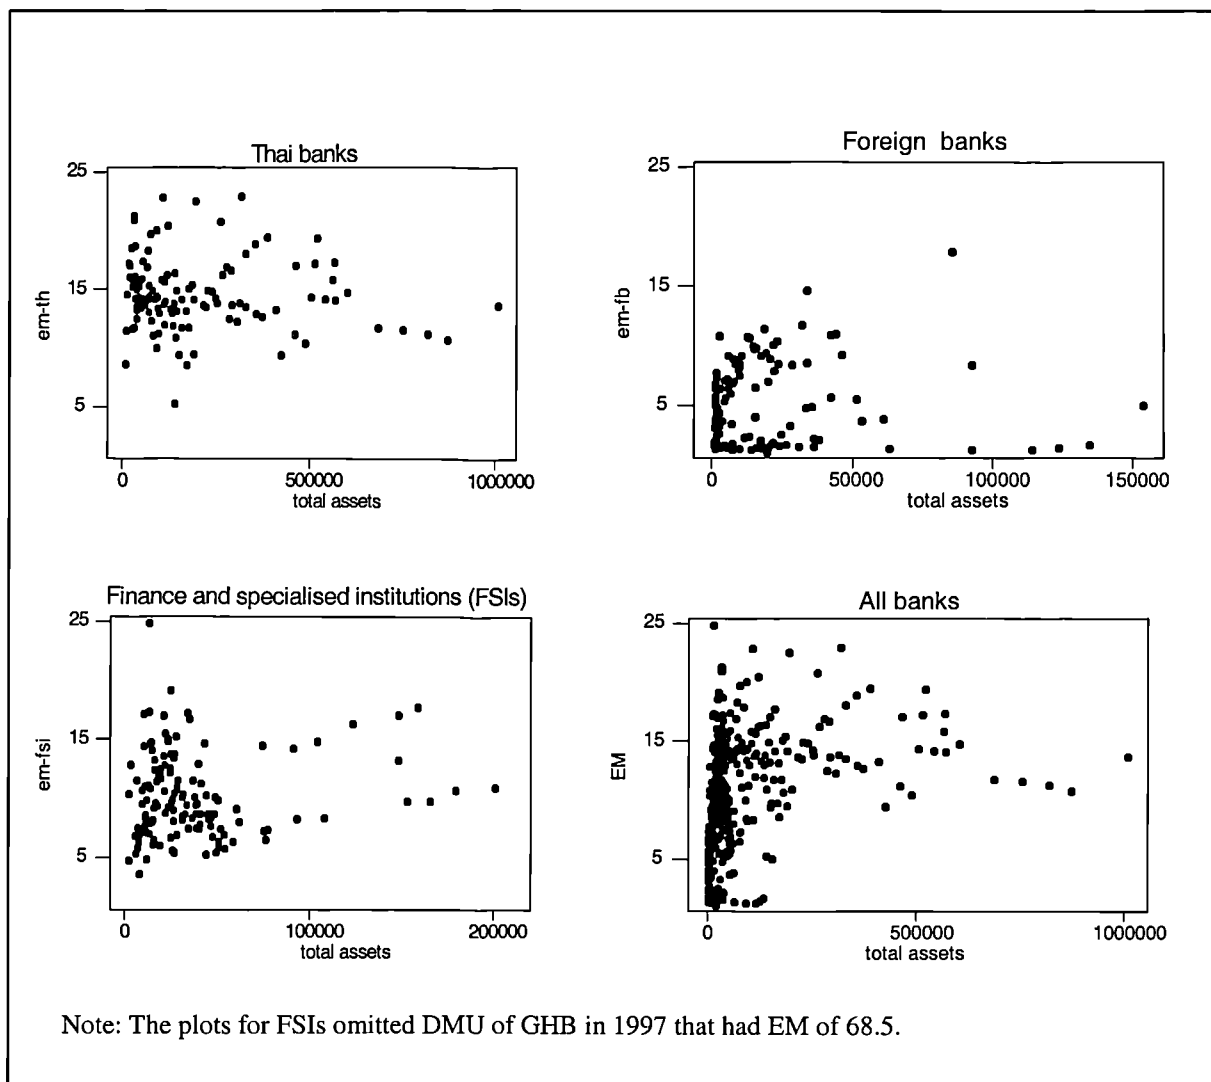 Thai banks
25
15
5
em-th
0
500000
1000000
total assets
Foreign banks
25
15
5
em-fb
0
50000
100000
150000
total assets
Finance and specialised institutions (FSIs)
25
15
5
em-fsi
0
100000
200000
total assets
All banks
25
15
5
EM
0
500000
1000000
total assets
Note: The plots for FSIs omitted DMU of GHB in 1997 that had EM of 68.5.